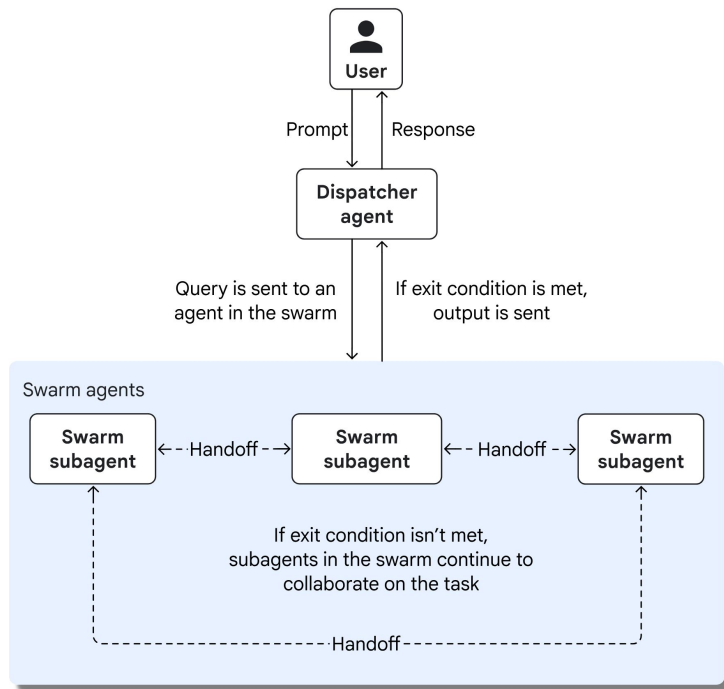 User
Prompt
Response
Dispatcher
agent
Query is sent to an
agent in the swarm
If exit condition is met,
output is sent
Swarm agents
Swarm
subagent
Handoff
Swarm
subagent
Handoff
Swarm
subagent
If exit condition isn’t met,
subagents in the swarm continue to
collaborate on the task
Handoff